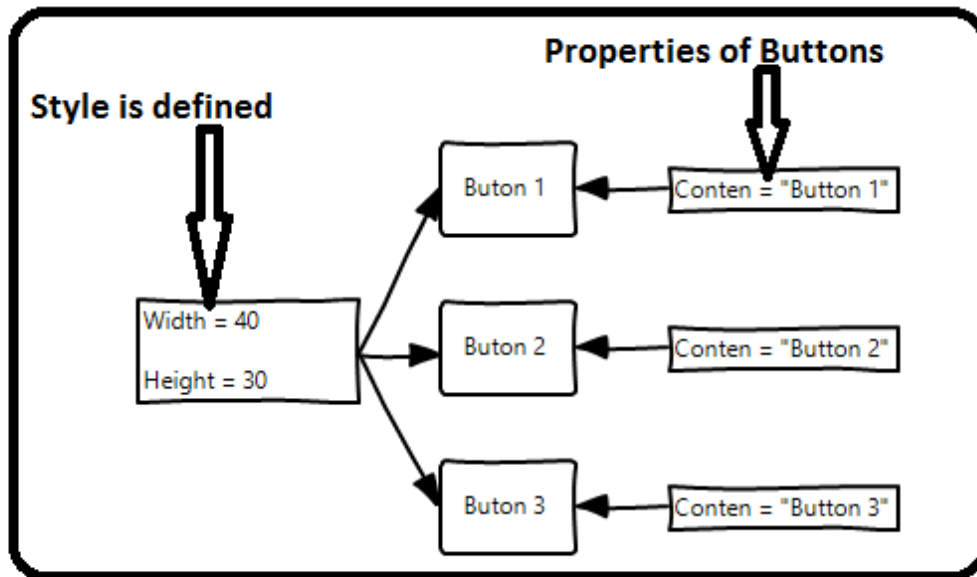 Properties of Buttons
Style is defined
Buton 1
Conten = "Button 1"
Width = 40
Height = 30
Buton 2
Conten = "Button 2"
Buton 3
Conten = "Button 3"